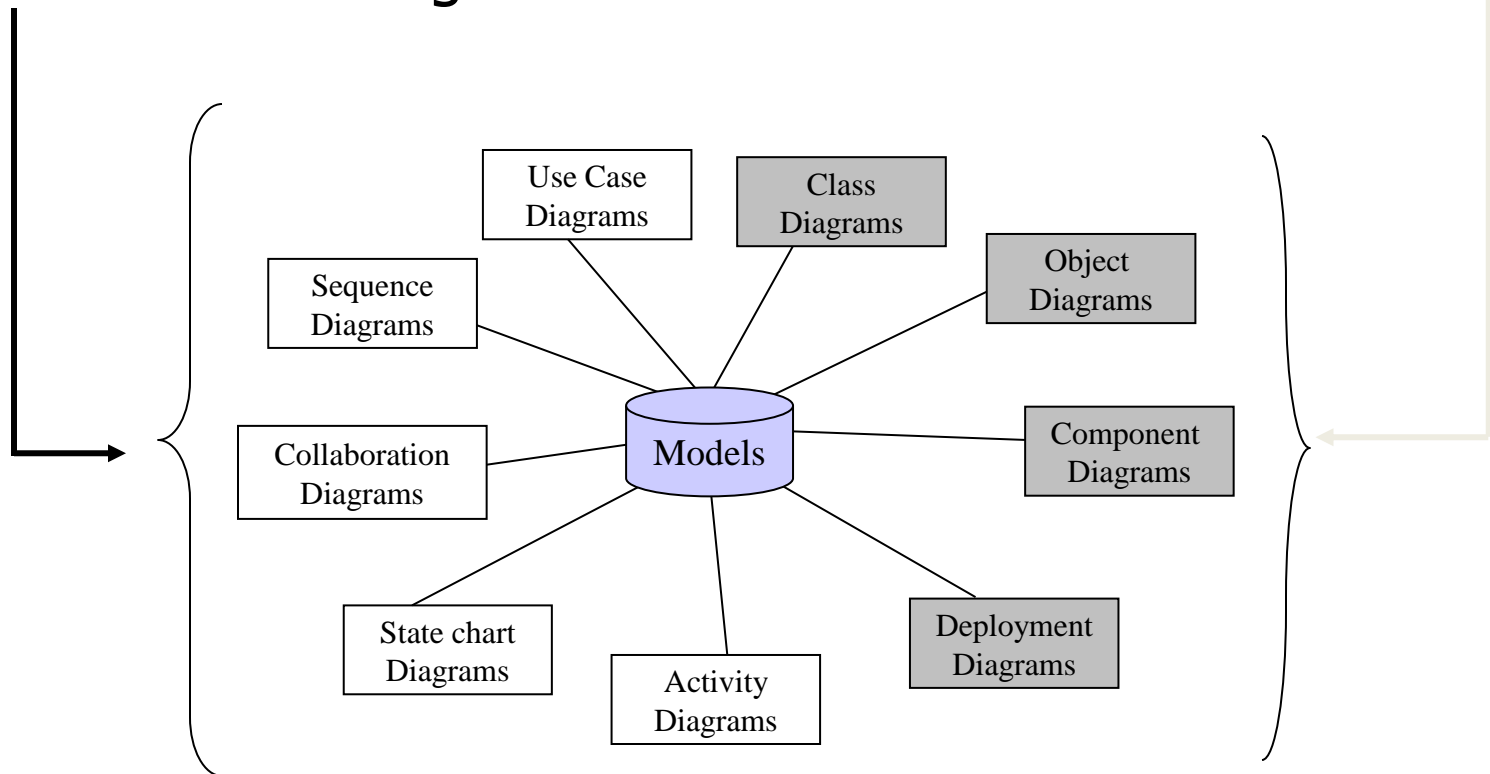 Use Case
Diagrams
Class
Diagrams
Object
Diagrams
Sequence
Diagrams
Collaboration
Diagrams
Models
Component
Diagrams
State chart
Diagrams
Activity
Diagrams
Deployment
Diagrams